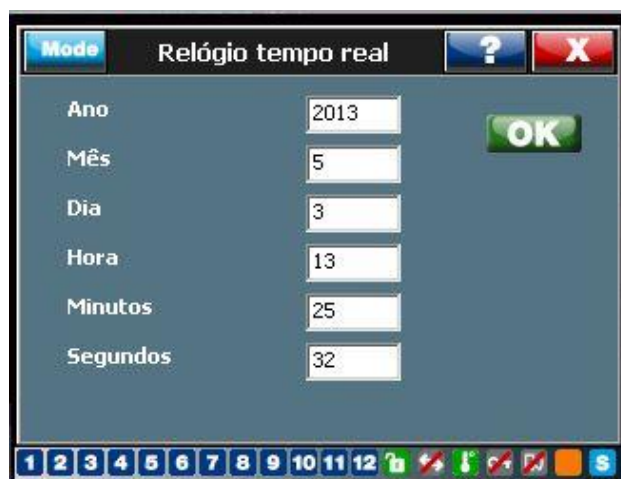 Mode Relógio tempo real ? X
Ano 2013
OK
Mês 5
Dia 3
Hora 13
Minutos 25
Segundos 32
1 2 3 4 5 6 7 8 9 10 11 12 S